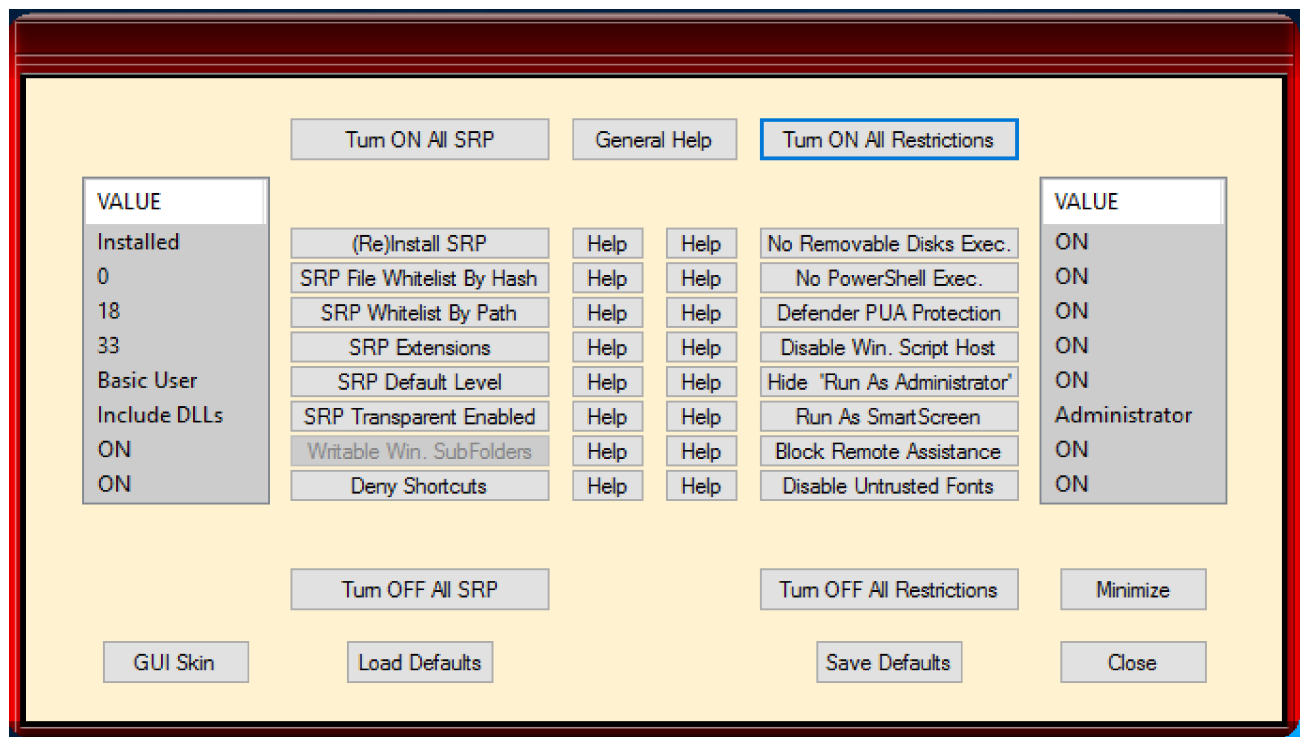 Turn ON All SRP General Help Turn ON All Restrictions
VALUE VALUE
Installed (Re)Install SRP Help Help No Removable Disks Exec. ON
0 SRP File Whitelist By Hash Help Help No PowerShell Exec. ON
18 SRP Whitelist By Path Help Help Defender PUA Protection ON
33 SRP Extensions Help Help Disable Win. Script Host ON
Basic User SRP Default Level Help Help Hide 'Run As Administrator' ON
Include DLLs SRP Transparent Enabled Help Help Run As SmartScreen Administrator
ON Writable Win. SubFolders Help Help Block Remote Assistance ON
ON Deny Shortcuts Help Help Disable Untrusted Fonts ON
Turn OFF All SRP Turn OFF All Restrictions Minimize
GUI Skin Load Defaults Save Defaults Close